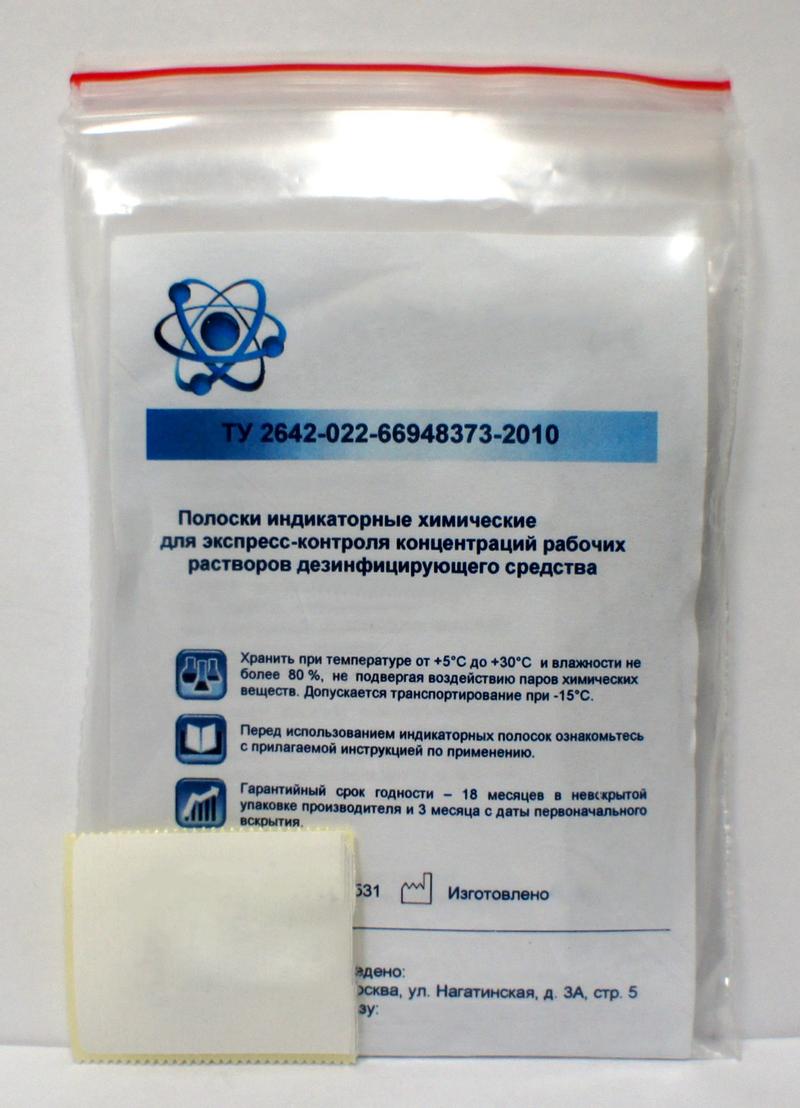 ТУ 2642-022-66948373-2010
Полоски индикаторные химические
для экспресс-контроля концентраций рабочих
растворов дезинфицирующего средства
Хранить при температуре от +5°С до +30°С и влажности не
более 80 %, не подвергая воздействию паров химических
веществ. Допускается транспортирование при -15°С.
Перед использованием индикаторных полосок ознакомьтесь
с прилагаемой инструкцией по применению.
Гарантийный срок годности – 18 месяцев в невскрытой
упаковке производителя и 3 месяца с даты первоначального
вскрытия.
531 Изготовлено
ул. Нагатинская, д. 3А, стр. 5